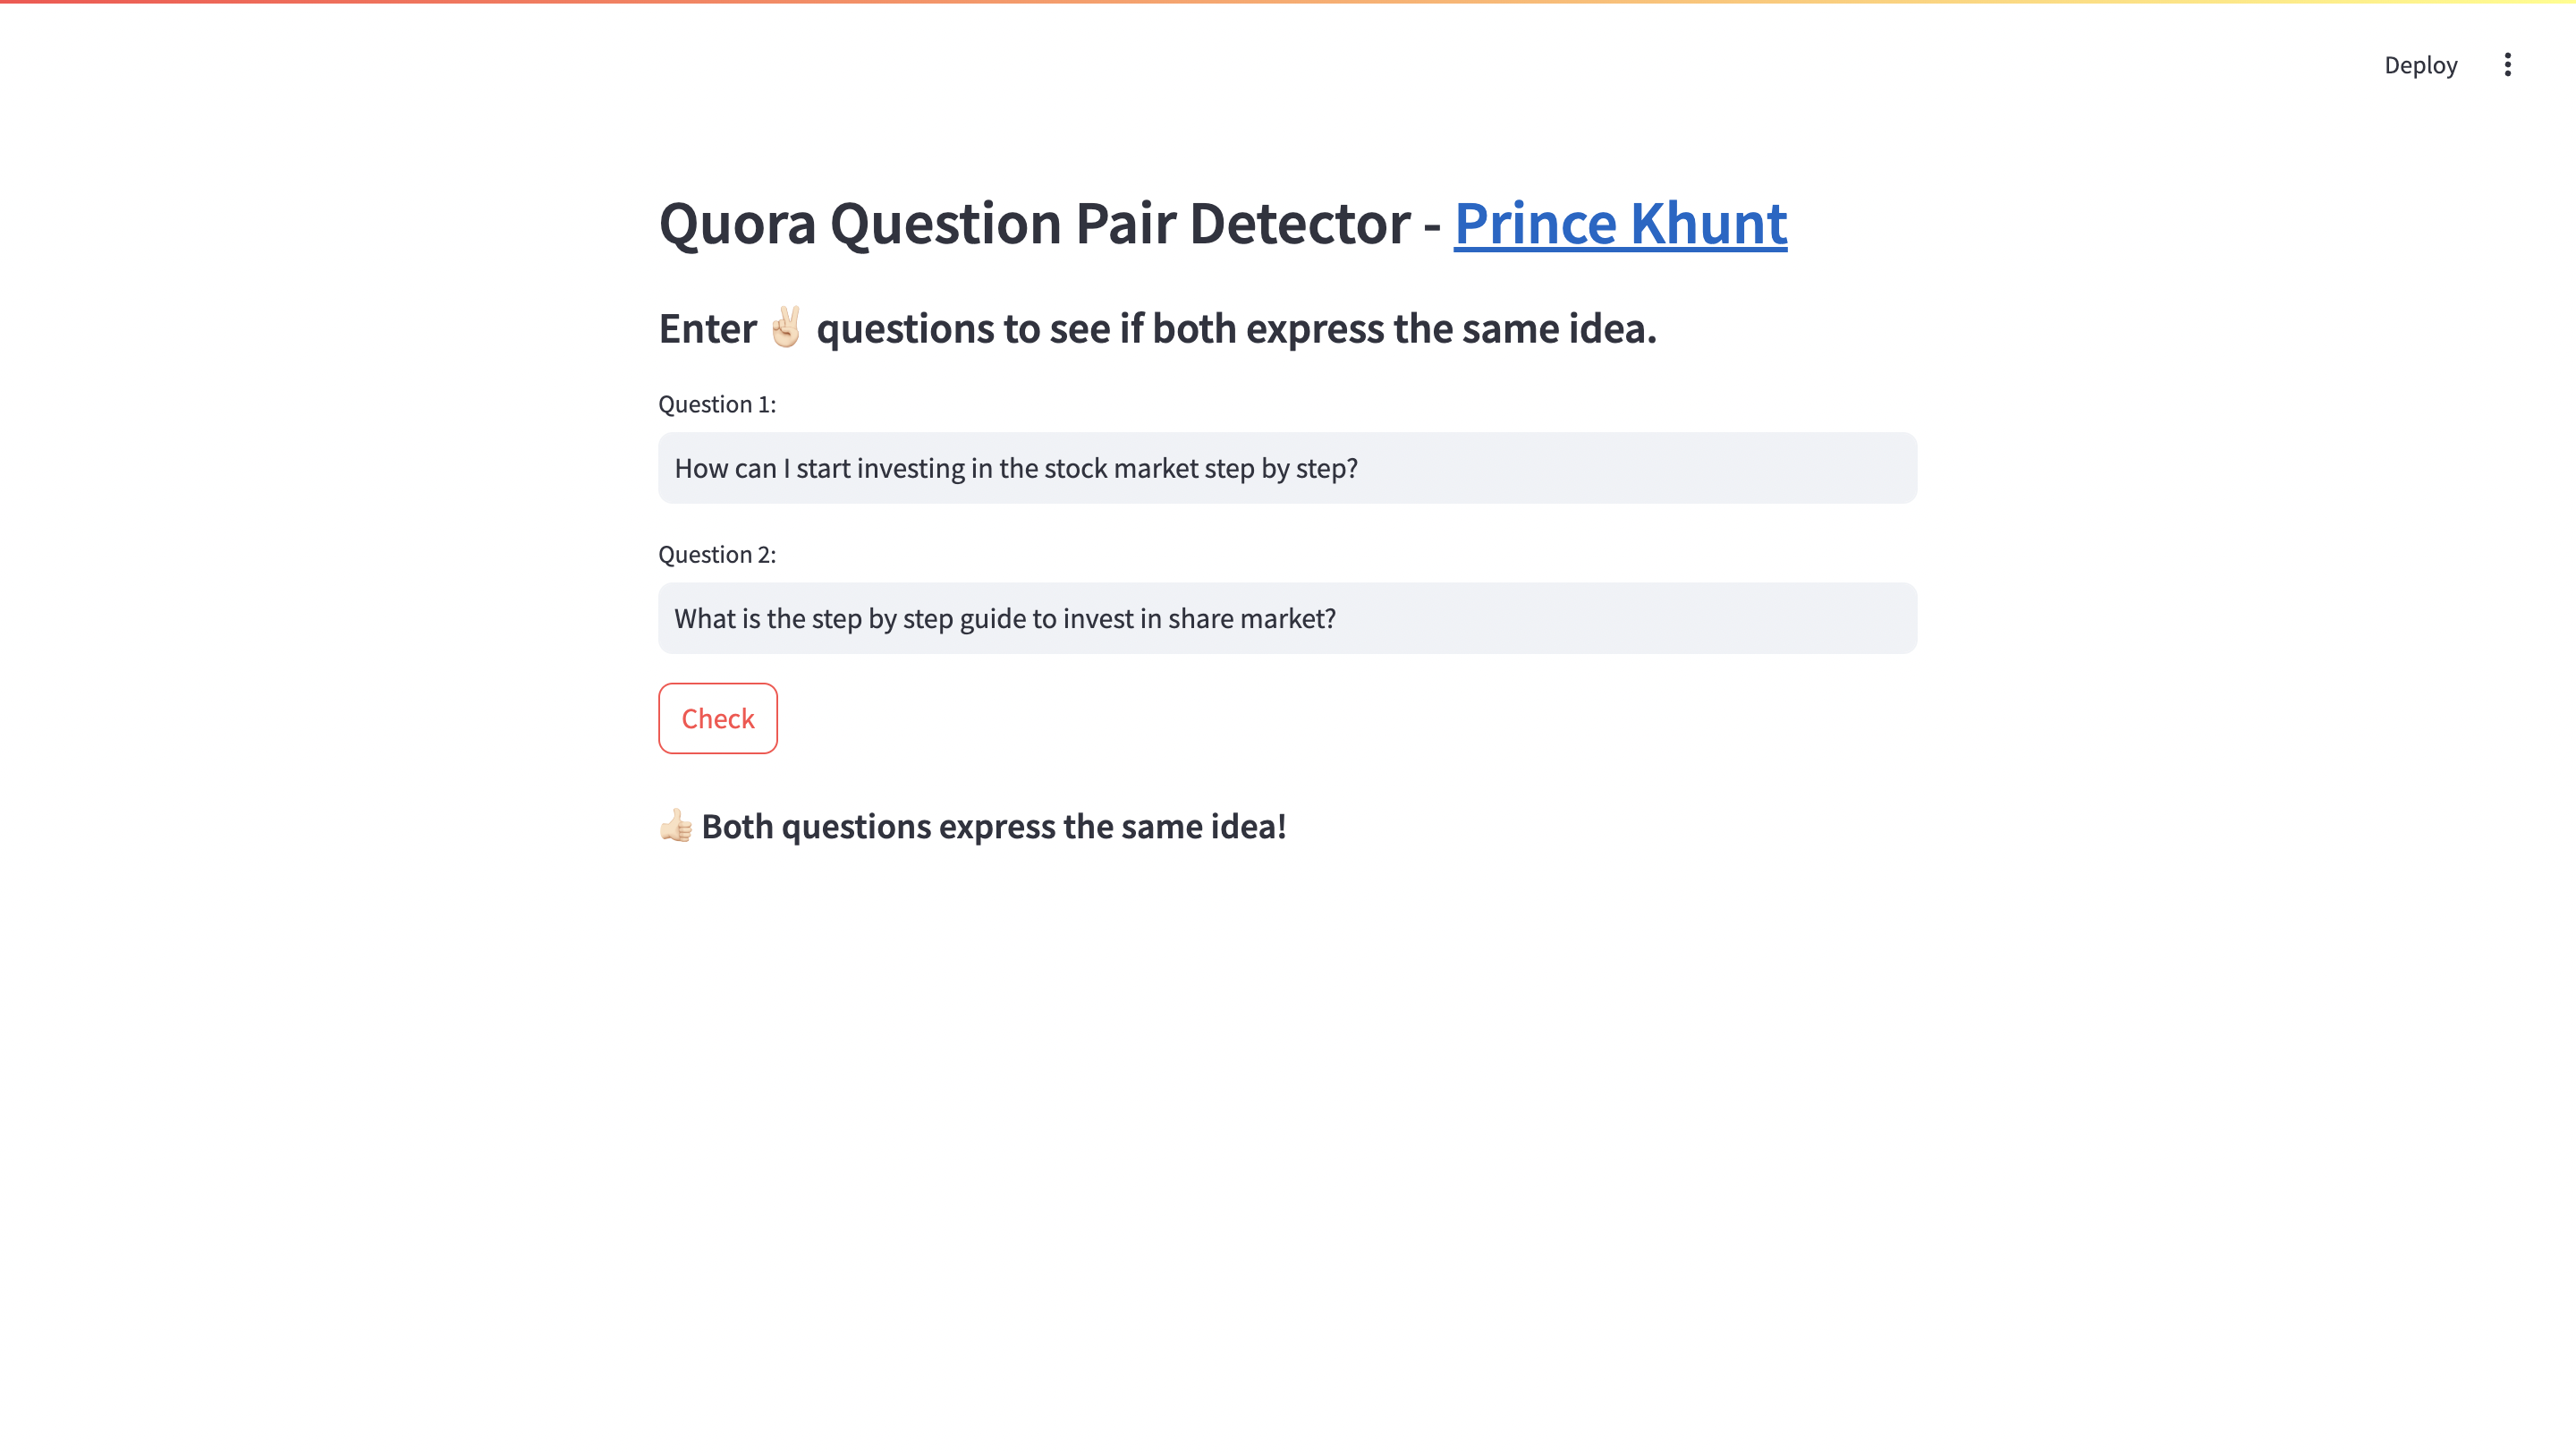 Deploy
Quora Question Pair Detector - Prince Khunt
Enter ✌🏻 questions to see if both express the same idea.
Question 1:
How can I start investing in the stock market step by step?
Question 2:
What is the step by step guide to invest in share market?
Check
👍🏻 Both questions express the same idea!